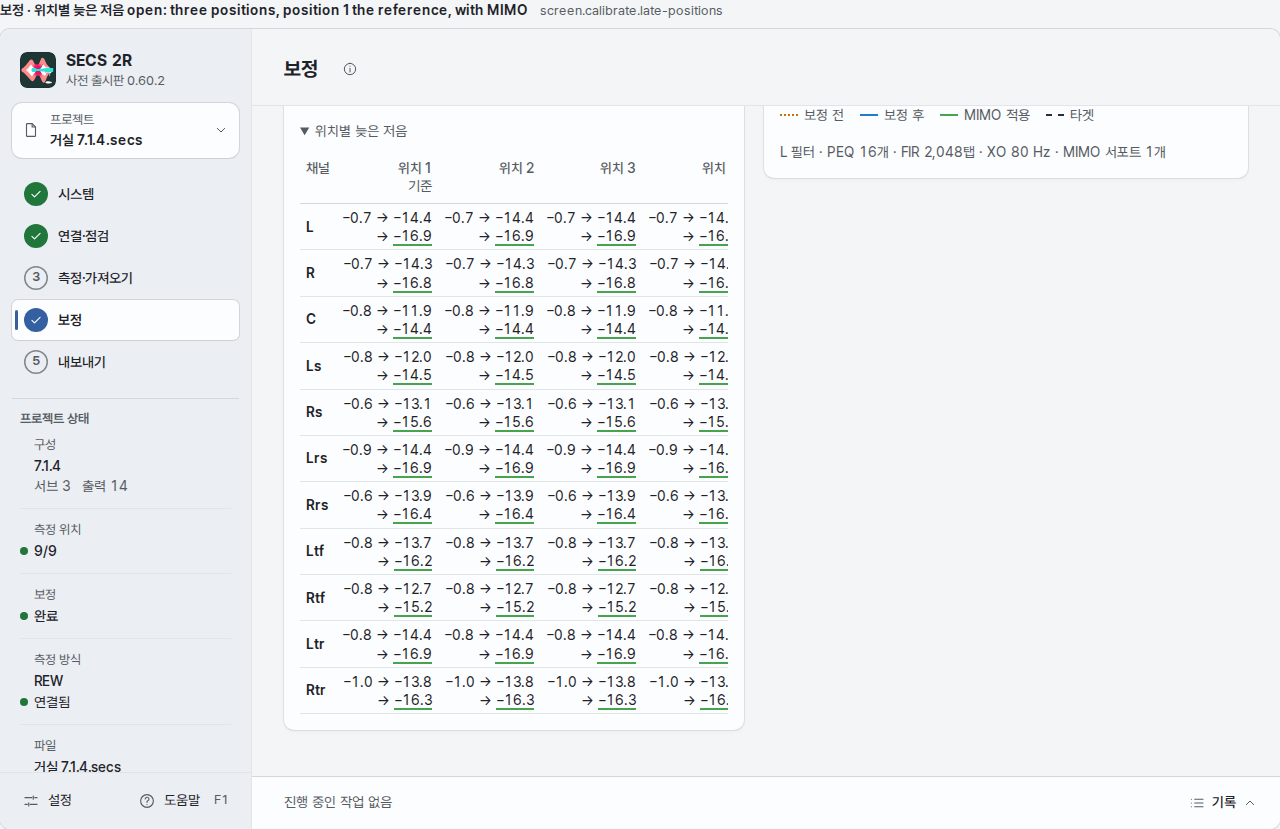 보정 · 위치별 늦은 저음 open: three positions, position 1 the reference, with MIMO screen.calibrate.late-positions
SECS 2R
사전 출시판 0.60.2
프로젝트
거실 7.1.4.secs
시스템
연결·점검
3 측정·가져오기
보정
5 내보내기
프로젝트 상태
구성
7.1.4
서브 3 출력 14
측정 위치
9/9
보정
완료
측정 방식
REW
연결됨
파일
거실 7.1.4.secs
설정 도움말 F1
보정
▼ 위치별 늦은 저음
채널 위치 1 위치 2 위치 3 위치
기준
L −0.7 → −14.4 −0.7 → −14.4 −0.7 → −14.4 −0.7 → −14.
→ −16.9 → −16.9 → −16.9 → −16.
R −0.7 → −14.3 −0.7 → −14.3 −0.7 → −14.3 −0.7 → −14.
→ −16.8 → −16.8 → −16.8 → −16.
C −0.8 → −11.9 −0.8 → −11.9 −0.8 → −11.9 −0.8 → −11.
→ −14.4 → −14.4 → −14.4 → −14.
Ls −0.8 → −12.0 −0.8 → −12.0 −0.8 → −12.0 −0.8 → −12.
→ −14.5 → −14.5 → −14.5 → −14.
Rs −0.6 → −13.1 −0.6 → −13.1 −0.6 → −13.1 −0.6 → −13.
→ −15.6 → −15.6 → −15.6 → −15.
Lrs −0.9 → −14.4 −0.9 → −14.4 −0.9 → −14.4 −0.9 → −14.
→ −16.9 → −16.9 → −16.9 → −16.
Rrs −0.6 → −13.9 −0.6 → −13.9 −0.6 → −13.9 −0.6 → −13.
→ −16.4 → −16.4 → −16.4 → −16.
Ltf −0.8 → −13.7 −0.8 → −13.7 −0.8 → −13.7 −0.8 → −13.
→ −16.2 → −16.2 → −16.2 → −16.
Rtf −0.8 → −12.7 −0.8 → −12.7 −0.8 → −12.7 −0.8 → −12.
→ −15.2 → −15.2 → −15.2 → −15.
Ltr −0.8 → −14.4 −0.8 → −14.4 −0.8 → −14.4 −0.8 → −14.
→ −16.9 → −16.9 → −16.9 → −16.
Rtr −1.0 → −13.8 −1.0 → −13.8 −1.0 → −13.8 −1.0 → −13.
→ −16.3 → −16.3 → −16.3 → −16.
보정 전 보정 후 MIMO 적용 타겟
L 필터 · PEQ 16개 · FIR 2,048탭 · XO 80 Hz · MIMO 서포트 1개
진행 중인 작업 없음
기록